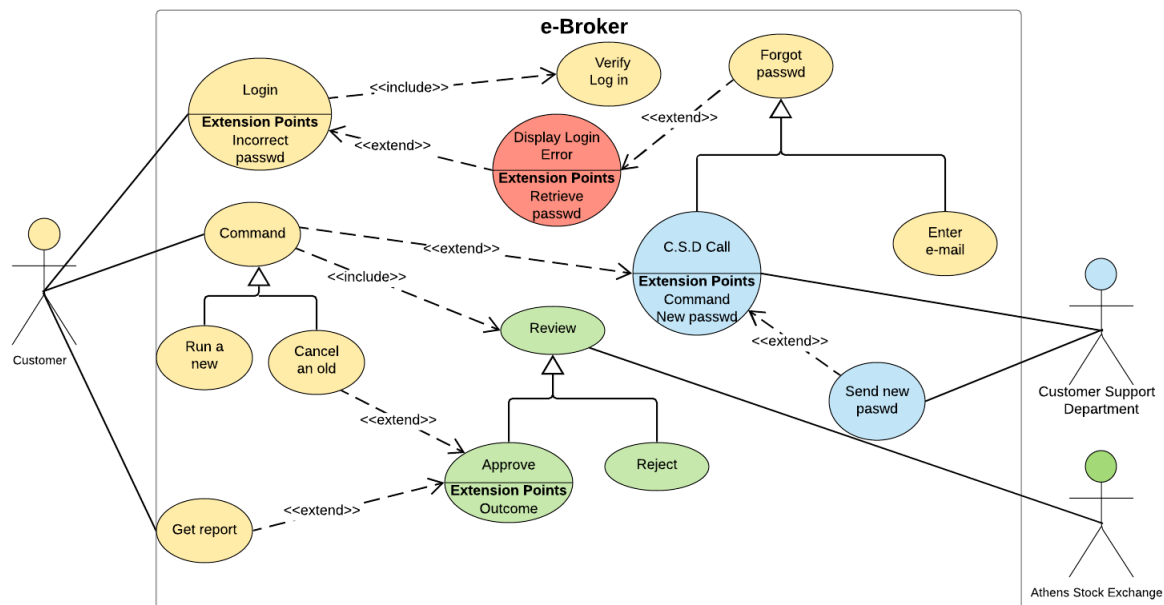 e-Broker
Login
Extension Points
Incorrect
passwd
<<include>>
Verify
Log in
Forgot
passwd
<<extend>>
<<extend>>
Display Login
Error
Extension Points
Retrieve
passwd
Command
<<extend>>
<<include>>
C.S.D Call
Extension Points
Command
New passwd
Enter
e-mail
Customer
Run a
new
Cancel
an old
Review
<<extend>>
Send new
paswd
Customer Support
Department
<<extend>>
Approve
Extension Points
Outcome
Reject
Get report
<<extend>>
Athens Stock Exchange